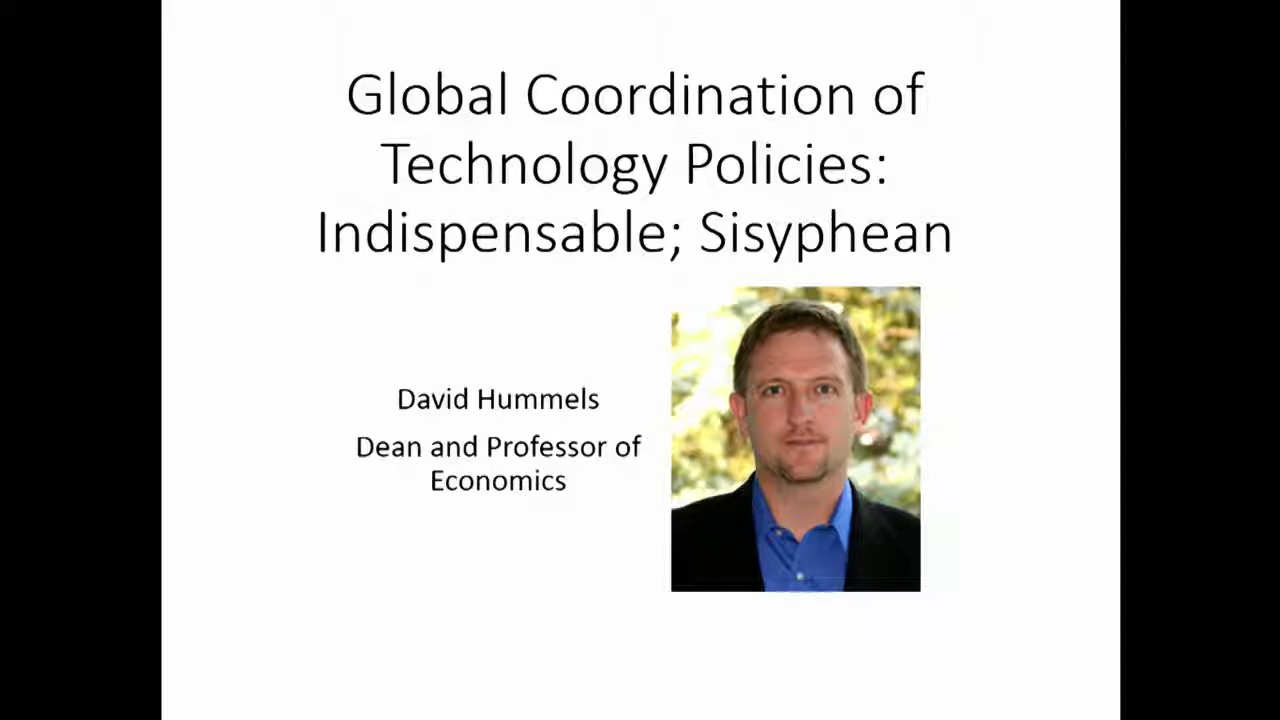 Global Coordination of
Technology Policies:
Indispensable; Sisyphean
David Hummels
Dean and Professor of
Economics